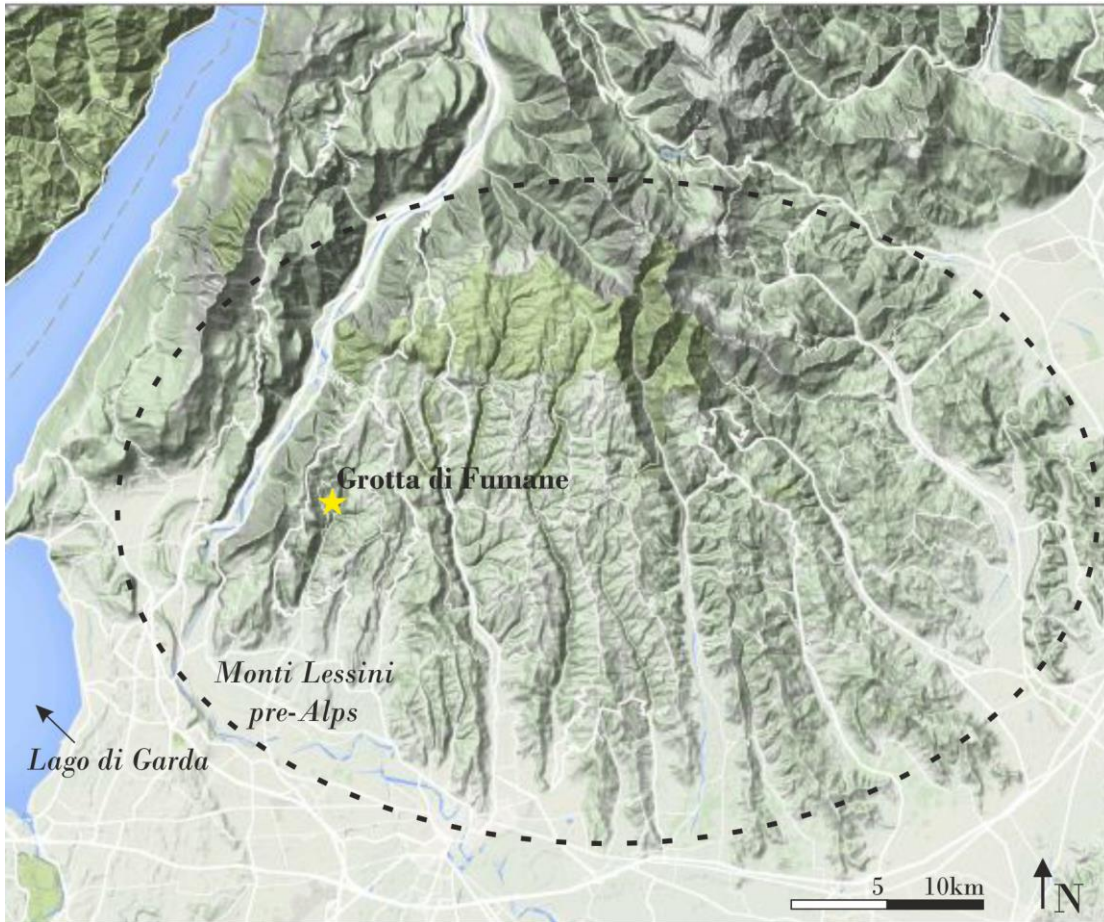 Grotta di Fumane
Monti Lessini
pre-Alps
Lago di Garda
5 10km
N